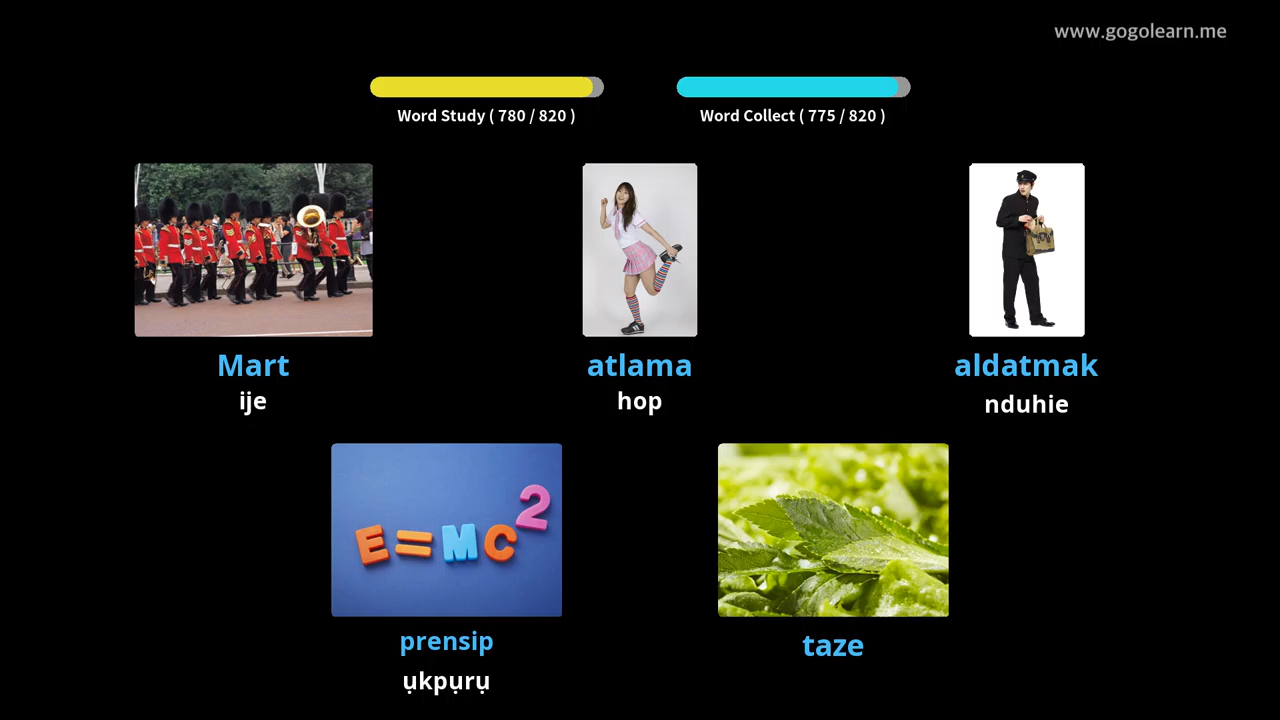 www.gogolearn.me
Word Study ( 780 / 820 )
Word Collect ( 775 / 820 )
Mart
ije
atlama
hop
aldatmak
nduhie
E=MC2
prensip
ụkpụrụ
taze